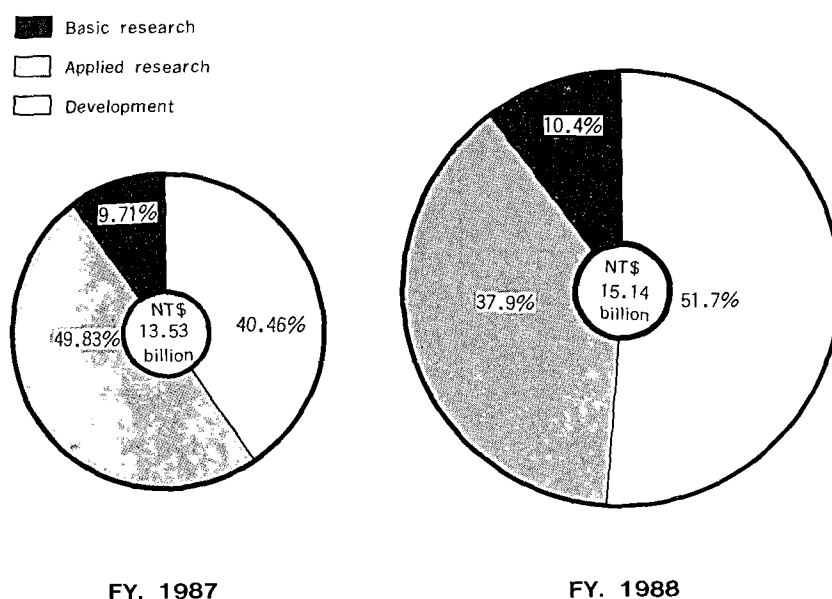 Basic research
Applied research
Development
9.71%
49.83%
40.46%
NT$
13.53
billion
10.4%
37.9%
51.7%
NT$
15.14
billion
FY. 1987
FY. 1988